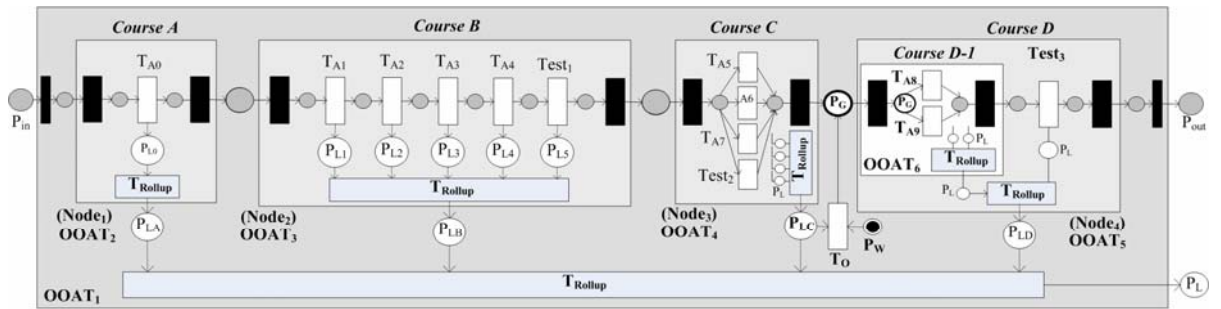 Course A
Course B
Course C
Course D
Course D-1
Test3
TA0
TA1
TA2
TA3
TA4
Test1
TA5
A6
TA7
Test2
TA8
PG
TA9
Pin
PG
Pout
PL0
PL1
PL2
PL3
PL4
PL5
PL
PL
PL
PL
TRollup
TRollup
TRollup
TRollup
TRollup
OOAT6
(Node1)
OOAT2
PLA
(Node2)
OOAT3
PLB
(Node3)
OOAT4
PLC
TO
PW
PLD
(Node4)
OOAT5
OOAT1
TRollup
PL